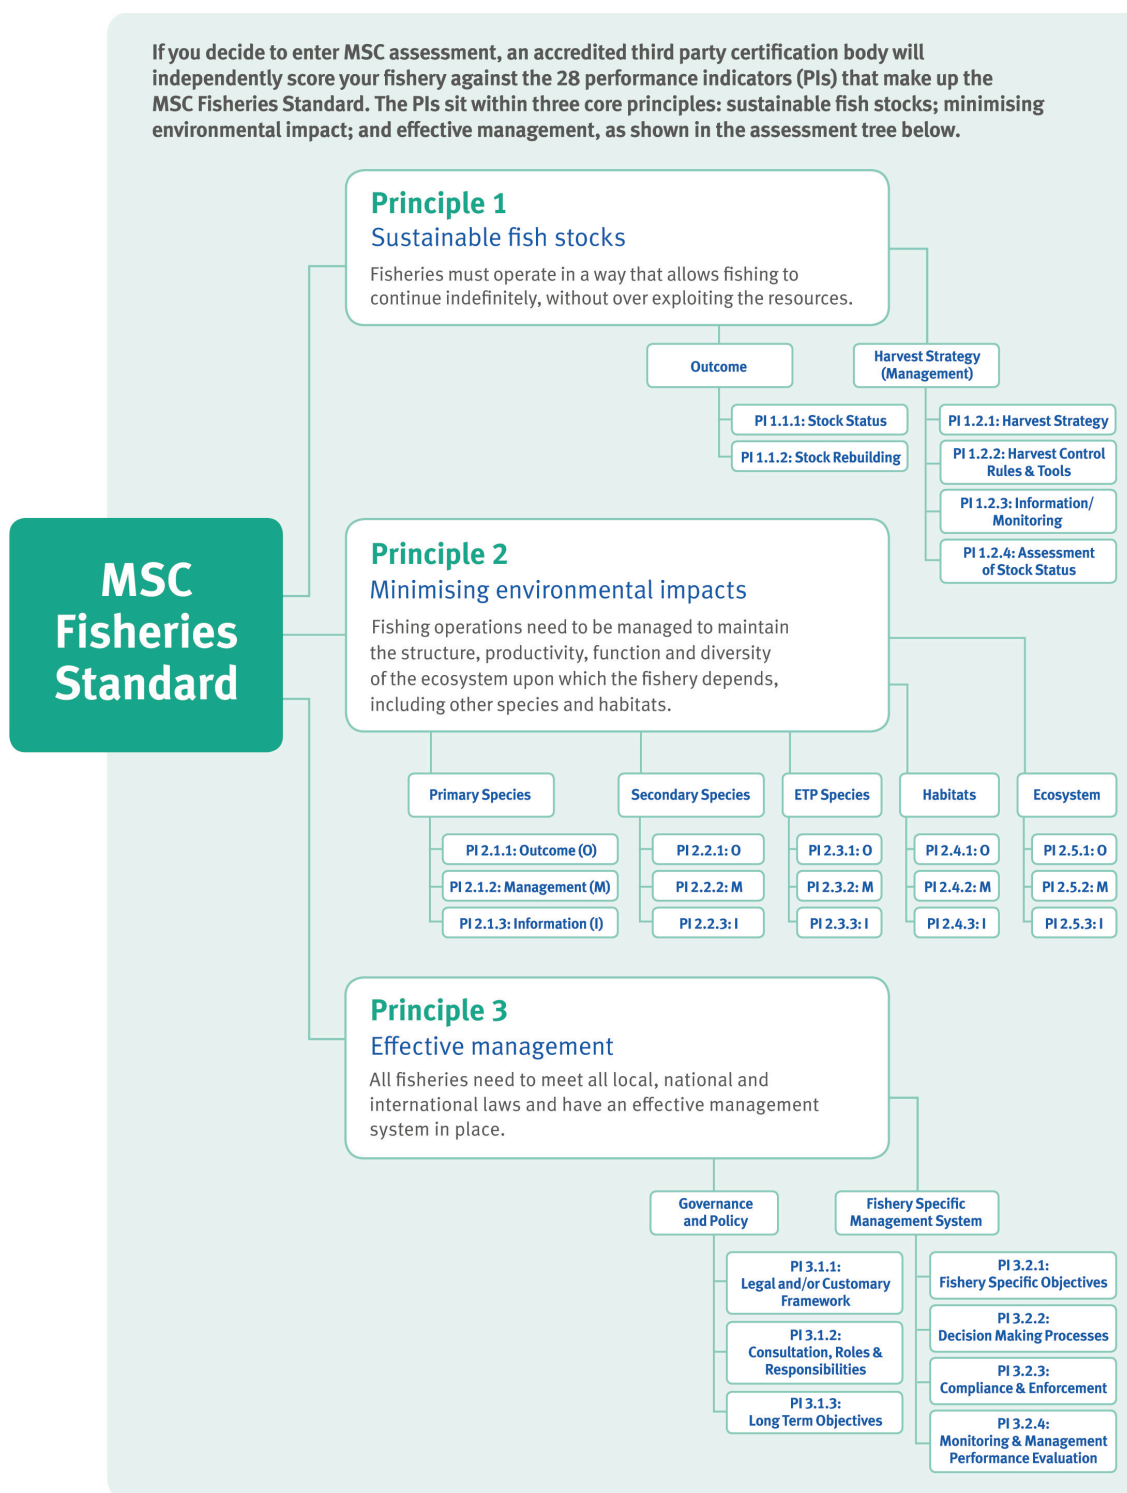 If you decide to enter MSC assessment, an accredited third party certification body will
independently score your fishery against the 28 performance indicators (PIs) that make up the
MSC Fisheries Standard. The PIs sit within three core principles: sustainable fish stocks; minimising
environmental impact; and effective management, as shown in the assessment tree below.
MSC
Fisheries
Standard
Principle 1
Sustainable fish stocks
Fisheries must operate in a way that allows fishing to
continue indefinitely, without over exploiting the resources.
Outcome
PI 1.1.1: Stock Status
PI 1.1.2: Stock Rebuilding
Harvest Strategy
(Management)
PI 1.2.1: Harvest Strategy
PI 1.2.2: Harvest Control
Rules & Tools
PI 1.2.3: Information/
Monitoring
PI 1.2.4: Assessment
of Stock Status
Principle 2
Minimising environmental impacts
Fishing operations need to be managed to maintain
the structure, productivity, function and diversity
of the ecosystem upon which the fishery depends,
including other species and habitats.
Primary Species
PI 2.1.1: Outcome (O)
PI 2.1.2: Management (M)
PI 2.1.3: Information (I)
Secondary Species
PI 2.2.1: O
PI 2.2.2: M
PI 2.2.3: I
ETP Species
PI 2.3.1: O
PI 2.3.2: M
PI 2.3.3: I
Habitats
PI 2.4.1: O
PI 2.4.2: M
PI 2.4.3: I
Ecosystem
PI 2.5.1: O
PI 2.5.2: M
PI 2.5.3: I
Principle 3
Effective management
All fisheries need to meet all local, national and
international laws and have an effective management
system in place.
Governance
and Policy
PI 3.1.1:
Legal and/or Customary
Framework
PI 3.1.2:
Consultation, Roles &
Responsibilities
PI 3.1.3:
Long Term Objectives
Fishery Specific
Management System
PI 3.2.1:
Fishery Specific Objectives
PI 3.2.2:
Decision Making Processes
PI 3.2.3:
Compliance & Enforcement
PI 3.2.4:
Monitoring & Management
Performance Evaluation